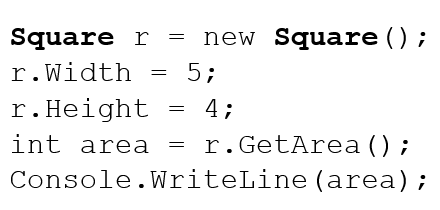 Square r = new Square();
r.Width = 5;
r.Height = 4;
int area = r.GetArea();
Console.WriteLine(area);